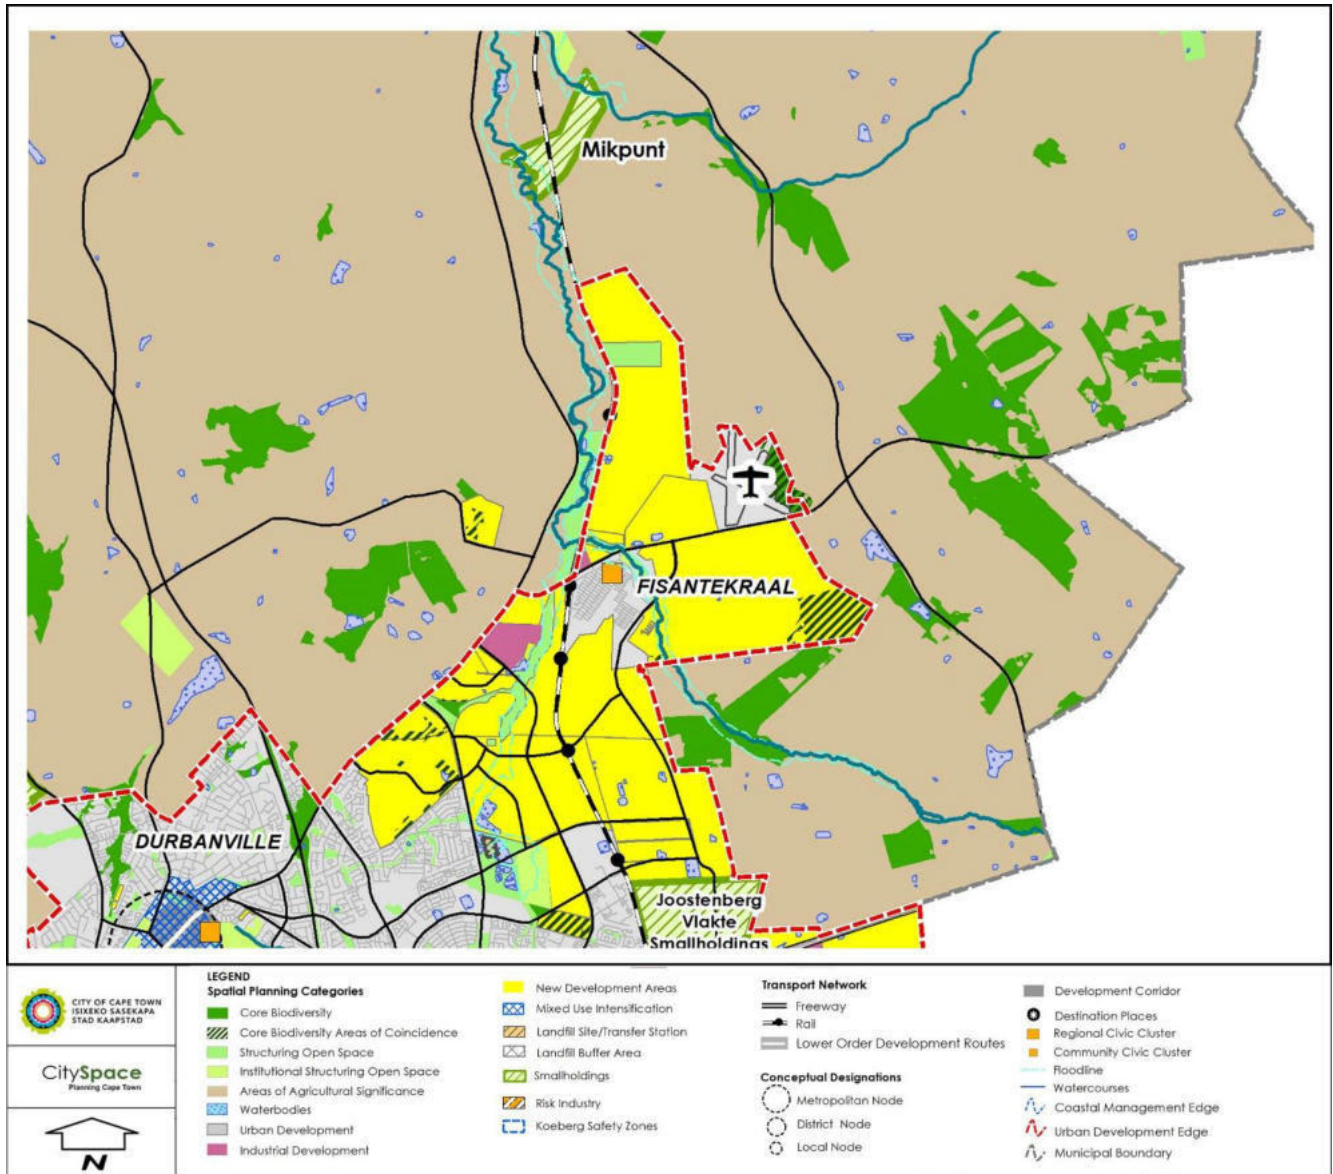 Mikpunt
FISANTEKRAAL
DURBANVILLE
Joostenberg
Vlakte
Smallholdings
CITY OF CAPE TOWN
ISIXEKO SASEKAPA
STAD KAAPSTAD
CitySpace
Planning Cape Town
N
LEGEND
Spatial Planning Categories
Core Biodiversity
Core Biodiversity Areas of Coincidence
Structuring Open Space
Institutional Structuring Open Space
Areas of Agricultural Significance
Waterbodies
Urban Development
Industrial Development
New Development Areas
Mixed Use Intensification
Landfill Site/Transfer Station
Landfill Buffer Area
Smallholdings
Risk Industry
Koeberg Safety Zones
Transport Network
Freeway
Rail
Lower Order Development Routes
Conceptual Designations
Metropolitan Node
District Node
Local Node
Development Corridor
Destination Places
Regional Civic Cluster
Community Civic Cluster
Floodline
Watercourses
Coastal Management Edge
Urban Development Edge
Municipal Boundary